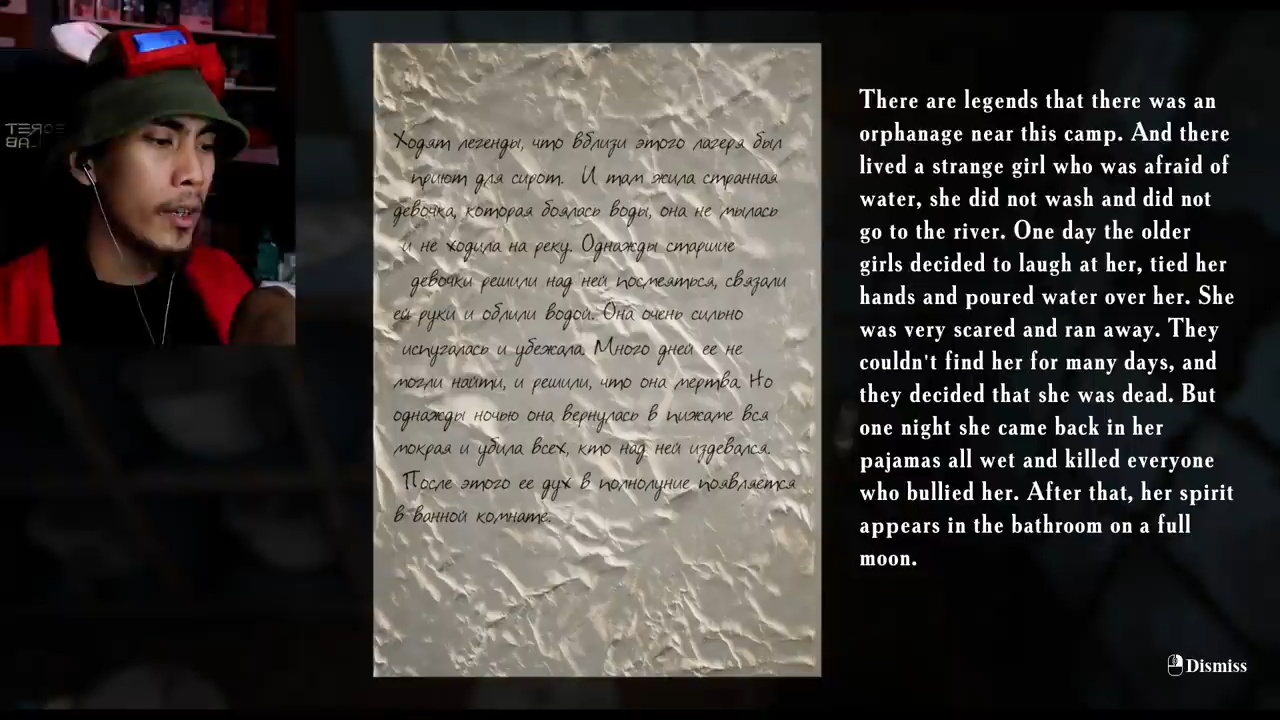 Ходят легенды, что вблизи этого лагеря был
приют для сирот. И там жила странная
девочка, которая боялась воды, она не мылась
и не ходила на реку. Однажды старшие
девочки решили над ней посмеяться, связали
ей руки и облили водой. Она очень сильно
испугалась и убежала. Много дней ее не
могли найти, и решили, что она мертва. Но
однажды ночью она вернулась в пижаме вся
мокрая и убила всех, кто над ней издевался.
После этого ее дух в полнолуние появляется
в ванной комнате.
There are legends that there was an
orphanage near this camp. And there
lived a strange girl who was afraid of
water, she did not wash and did not
go to the river. One day the older
girls decided to laugh at her, tied her
hands and poured water over her. She
was very scared and ran away. They
couldn't find her for many days, and
they decided that she was dead. But
one night she came back in her
pajamas all wet and killed everyone
who bullied her. After that, her spirit
appears in the bathroom on a full
moon.
Dismiss